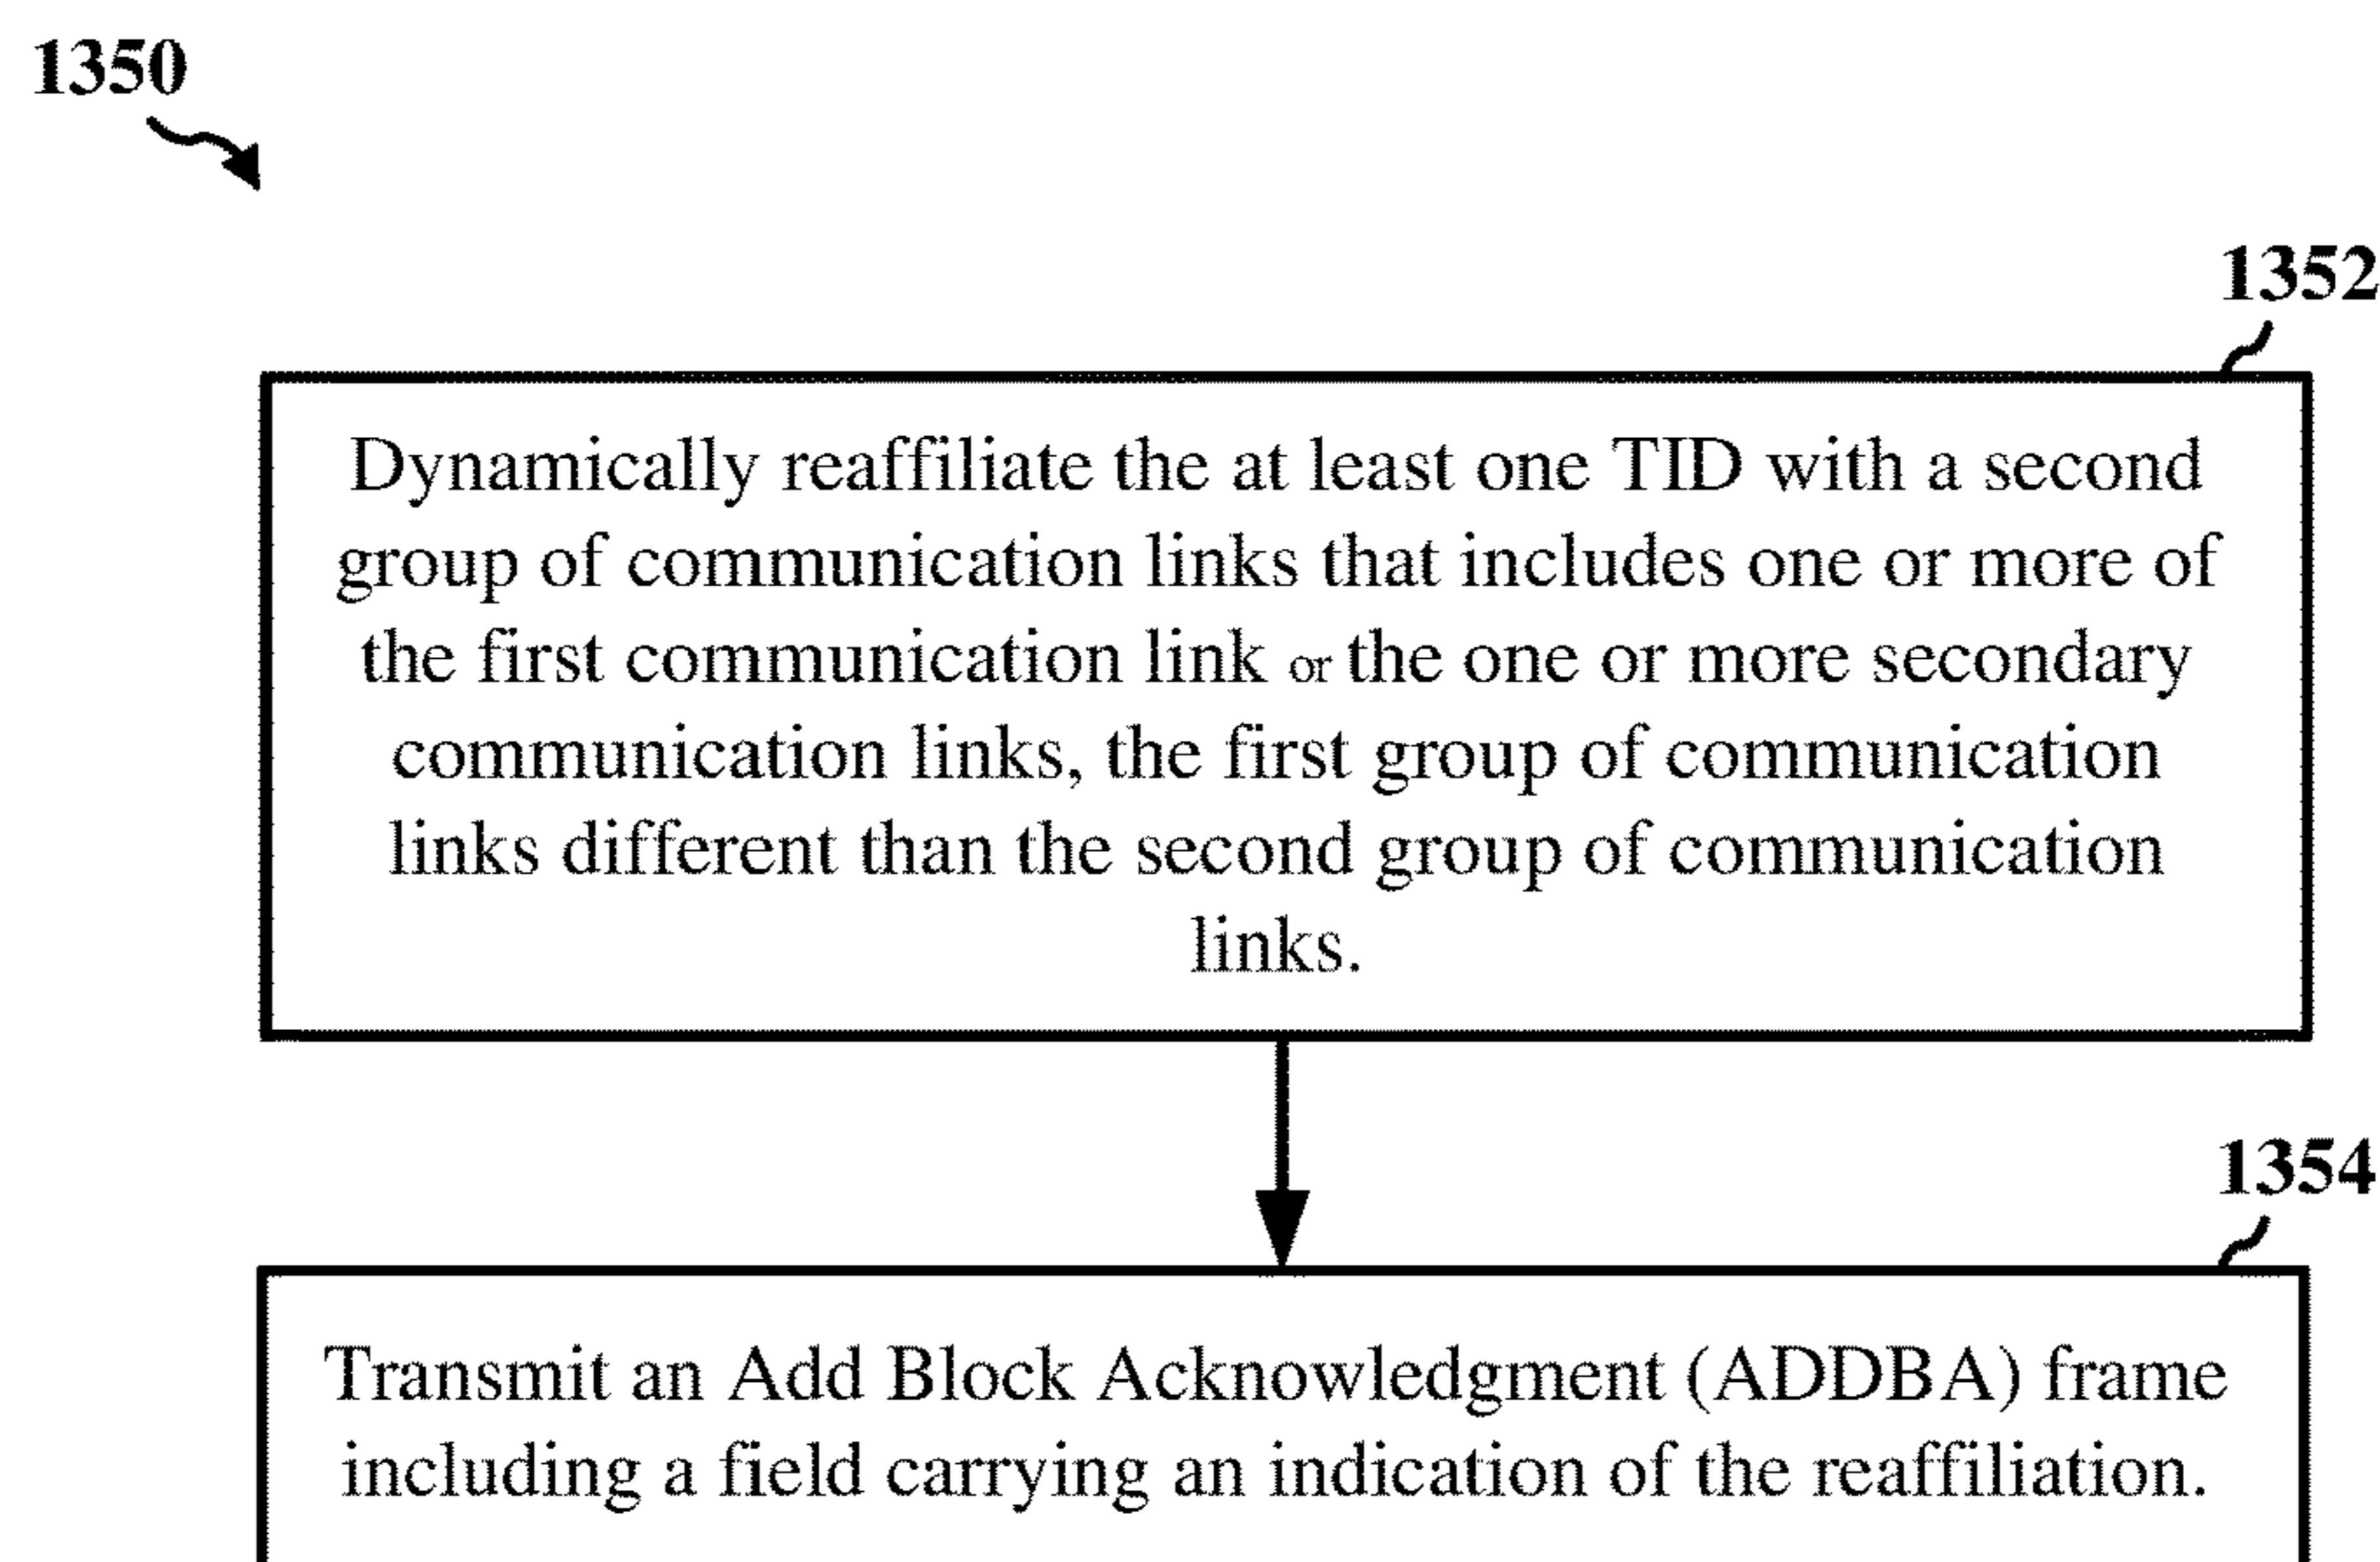 1350
1352
Dynamically reaffiliate the at least one TID with a second
group of communication links that includes one or more of
the first communication link or the one or more secondary
communication links, the first group of communication
links different than the second group of communication
links.
1354
Transmit an Add Block Acknowledgment (ADDBA) frame
including a field carrying an indication of the reaffiliation.